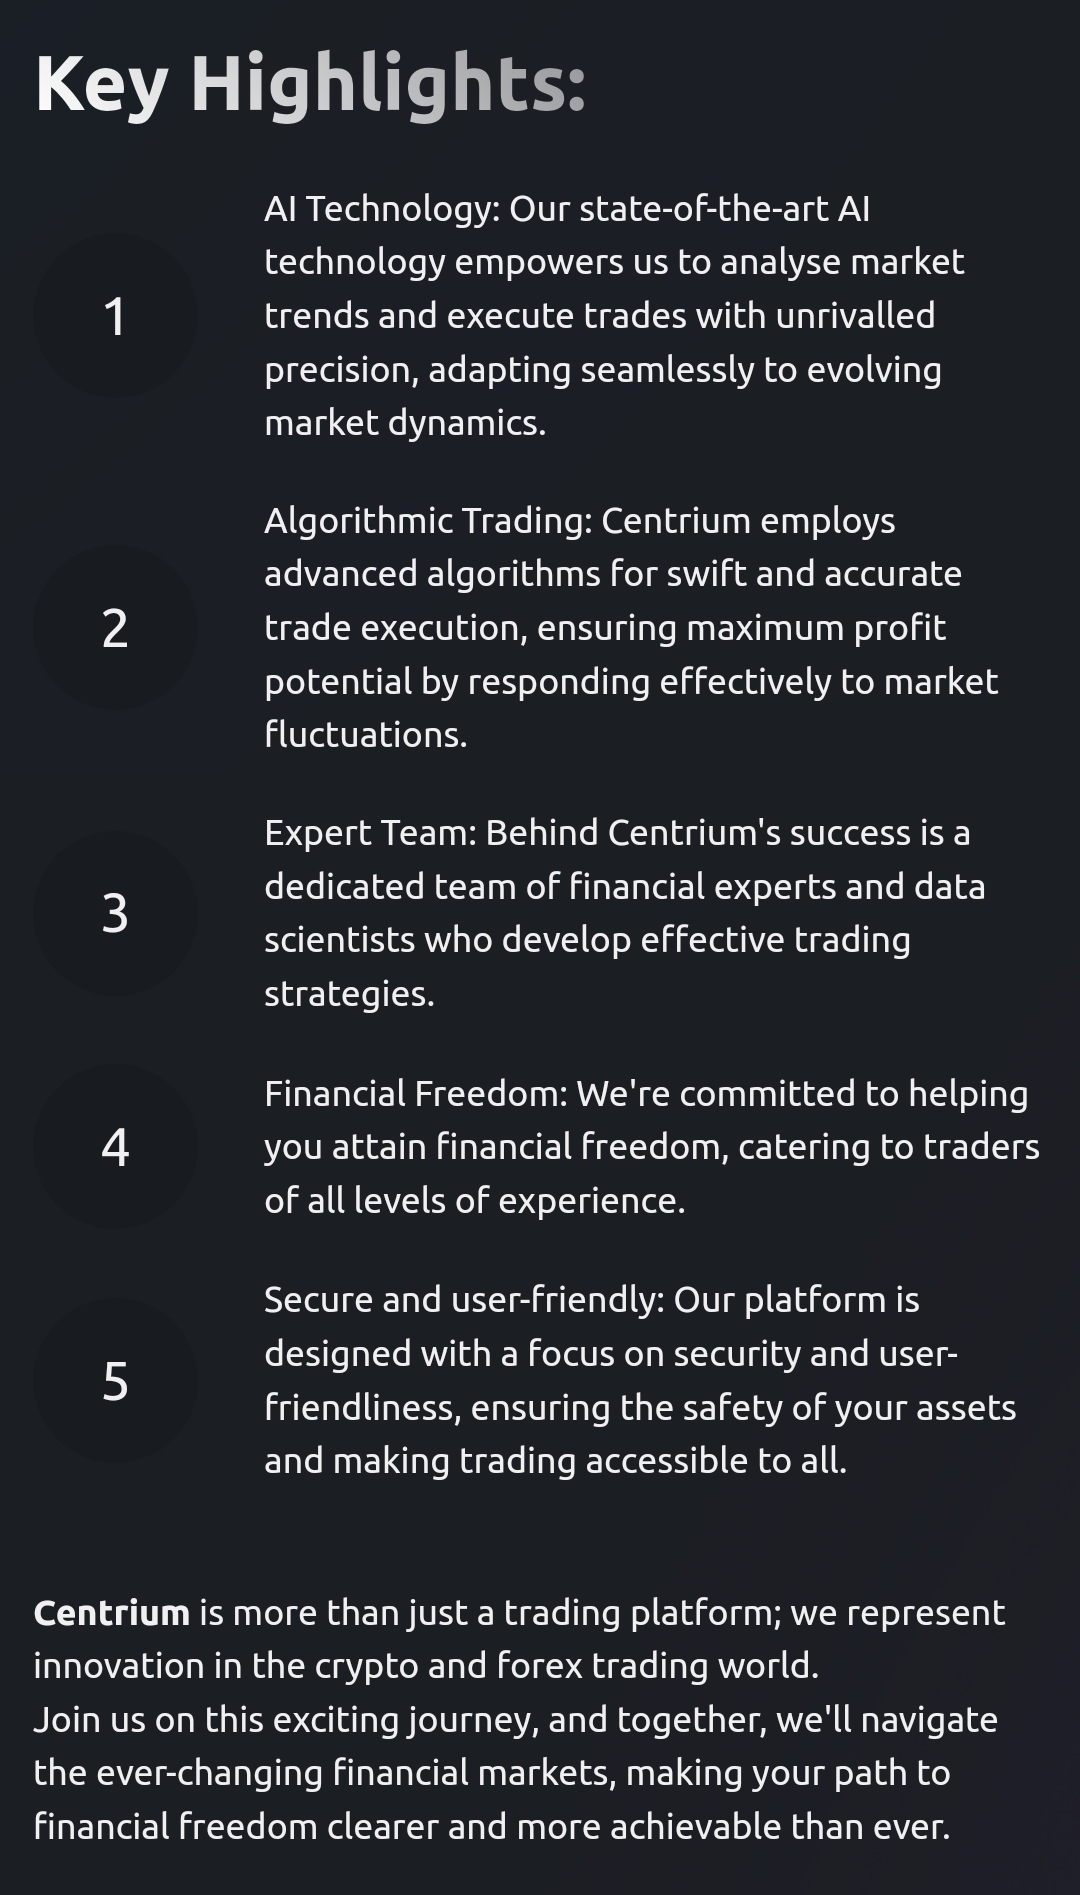 Key Highlights:
1
AI Technology: Our state-of-the-art AI
technology empowers us to analyse market
trends and execute trades with unrivalled
precision, adapting seamlessly to evolving
market dynamics.
2
Algorithmic Trading: Centrium employs
advanced algorithms for swift and accurate
trade execution, ensuring maximum profit
potential by responding effectively to market
fluctuations.
3
Expert Team: Behind Centrium's success is a
dedicated team of financial experts and data
scientists who develop effective trading
strategies.
4
Financial Freedom: We're committed to helping
you attain financial freedom, catering to traders
of all levels of experience.
5
Secure and user-friendly: Our platform is
designed with a focus on security and user-
friendliness, ensuring the safety of your assets
and making trading accessible to all.
Centrium is more than just a trading platform; we represent
innovation in the crypto and forex trading world.
Join us on this exciting journey, and together, we'll navigate
the ever-changing financial markets, making your path to
financial freedom clearer and more achievable than ever.